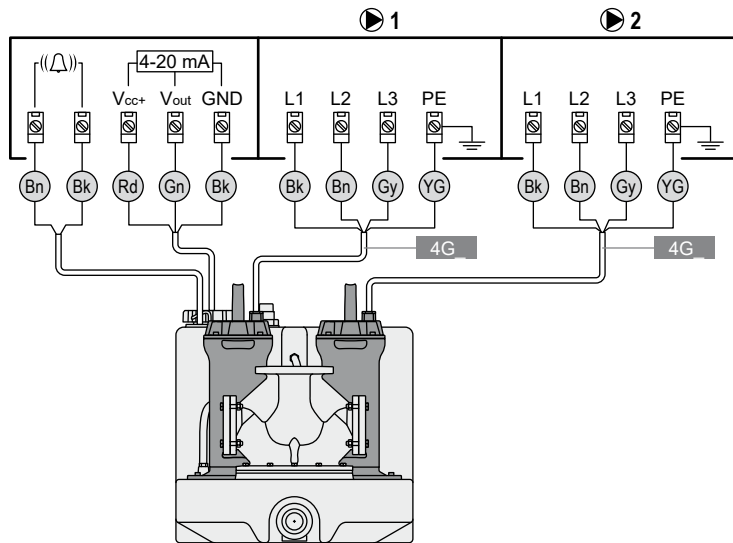 1
2
4-20 mA
Vcc+ Vout GND
L1 L2 L3 PE
L1 L2 L3 PE
Bn Bk Rd Gn Bk
Bk Bn Gy YG
Bk Bn Gy YG
4G_
4G_